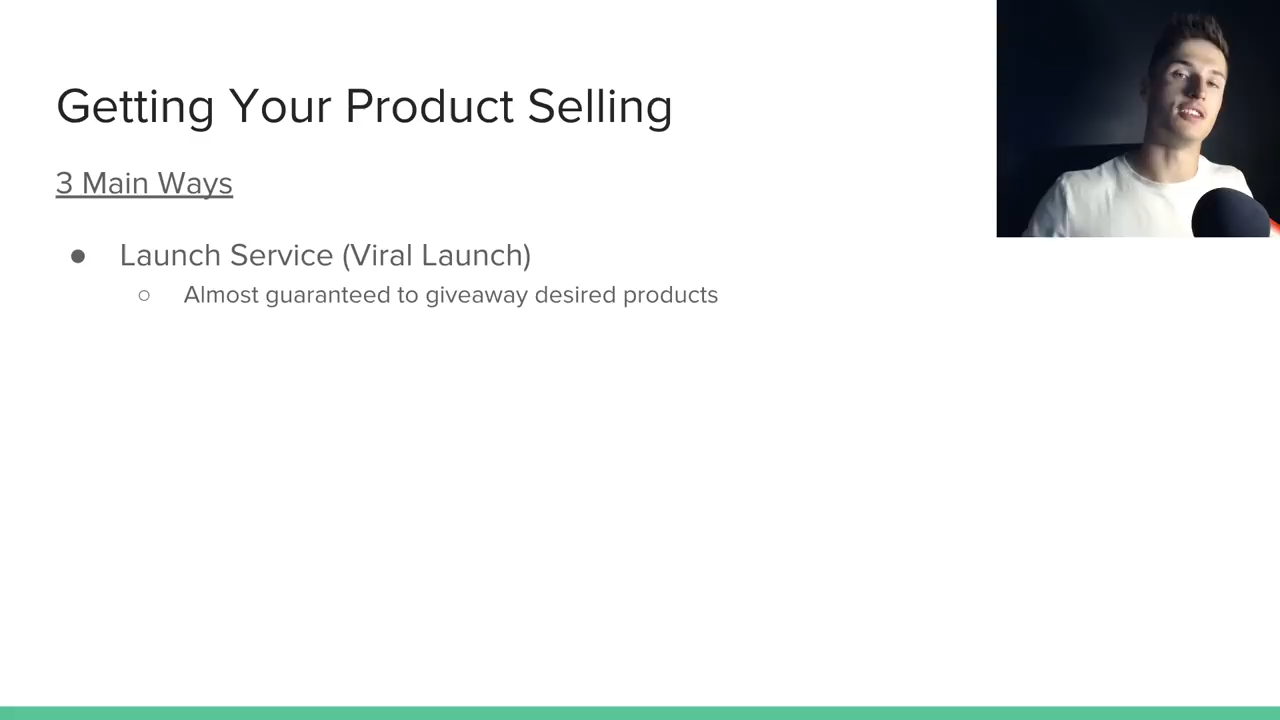 Getting Your Product Selling
3 Main Ways
● Launch Service (Viral Launch)
○ Almost guaranteed to giveaway desired products